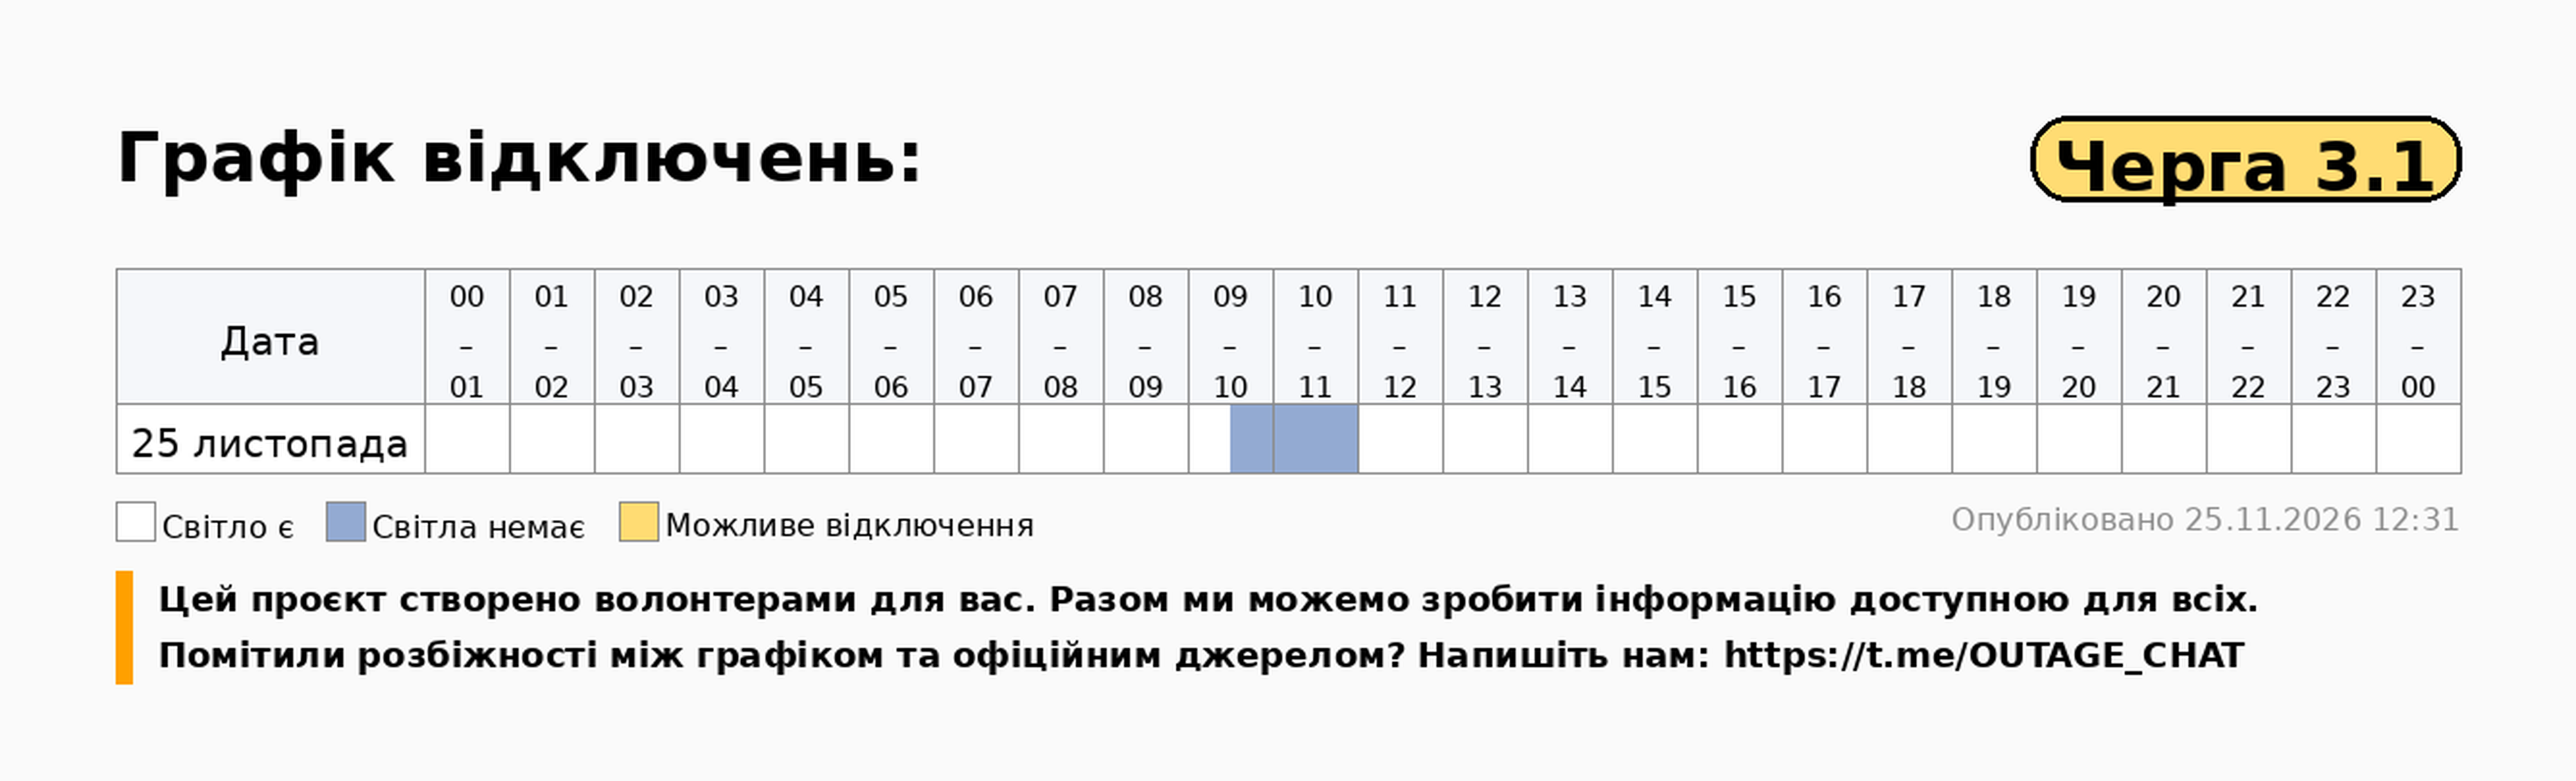 Графік відключень:
Черга 3.1
Дата
00 – 01
01 – 02
02 – 03
03 – 04
04 – 05
05 – 06
06 – 07
07 – 08
08 – 09
09 – 10
10 – 11
11 – 12
12 – 13
13 – 14
14 – 15
15 – 16
16 – 17
17 – 18
18 – 19
19 – 20
20 – 21
21 – 22
22 – 23
23 – 00
25 листопада
Світло є
Світла немає
Можливе відключення
Опубліковано 25.11.2026 12:31
Цей проєкт створено волонтерами для вас. Разом ми можемо зробити інформацію доступною для всіх.
Помітили розбіжності між графіком та офіційним джерелом? Напишіть нам: https://t.me/OUTAGE_CHAT